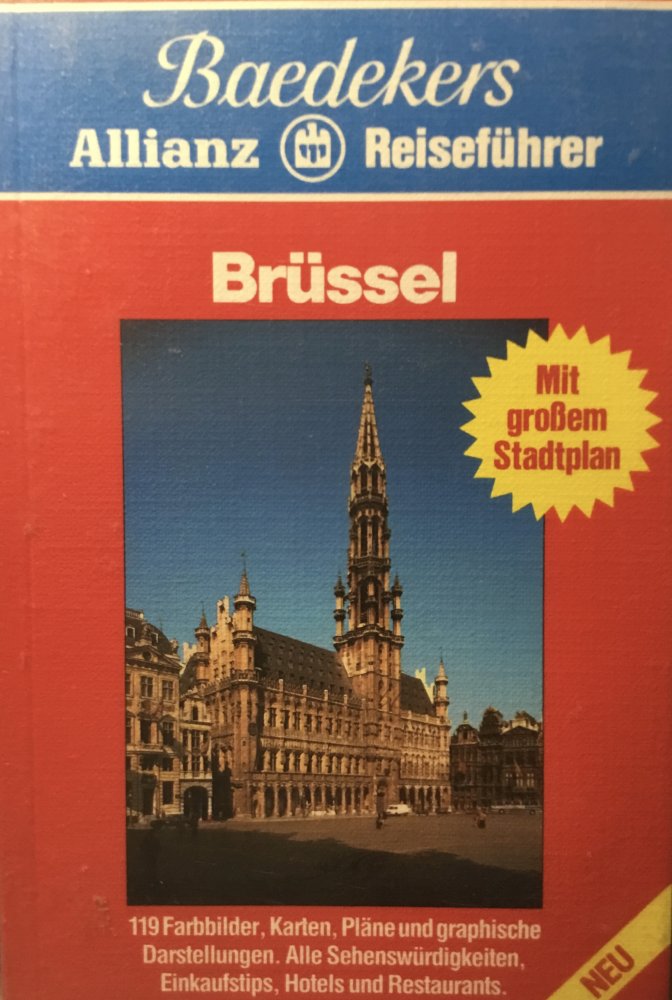 Baedekers
Allianz Reiseführer
Brüssel
Mit
großem
Stadtplan
119 Farbbilder, Karten, Pläne und graphische
Darstellungen. Alle Sehenswürdigkeiten,
Einkaufstips, Hotels und Restaurants.
NEU